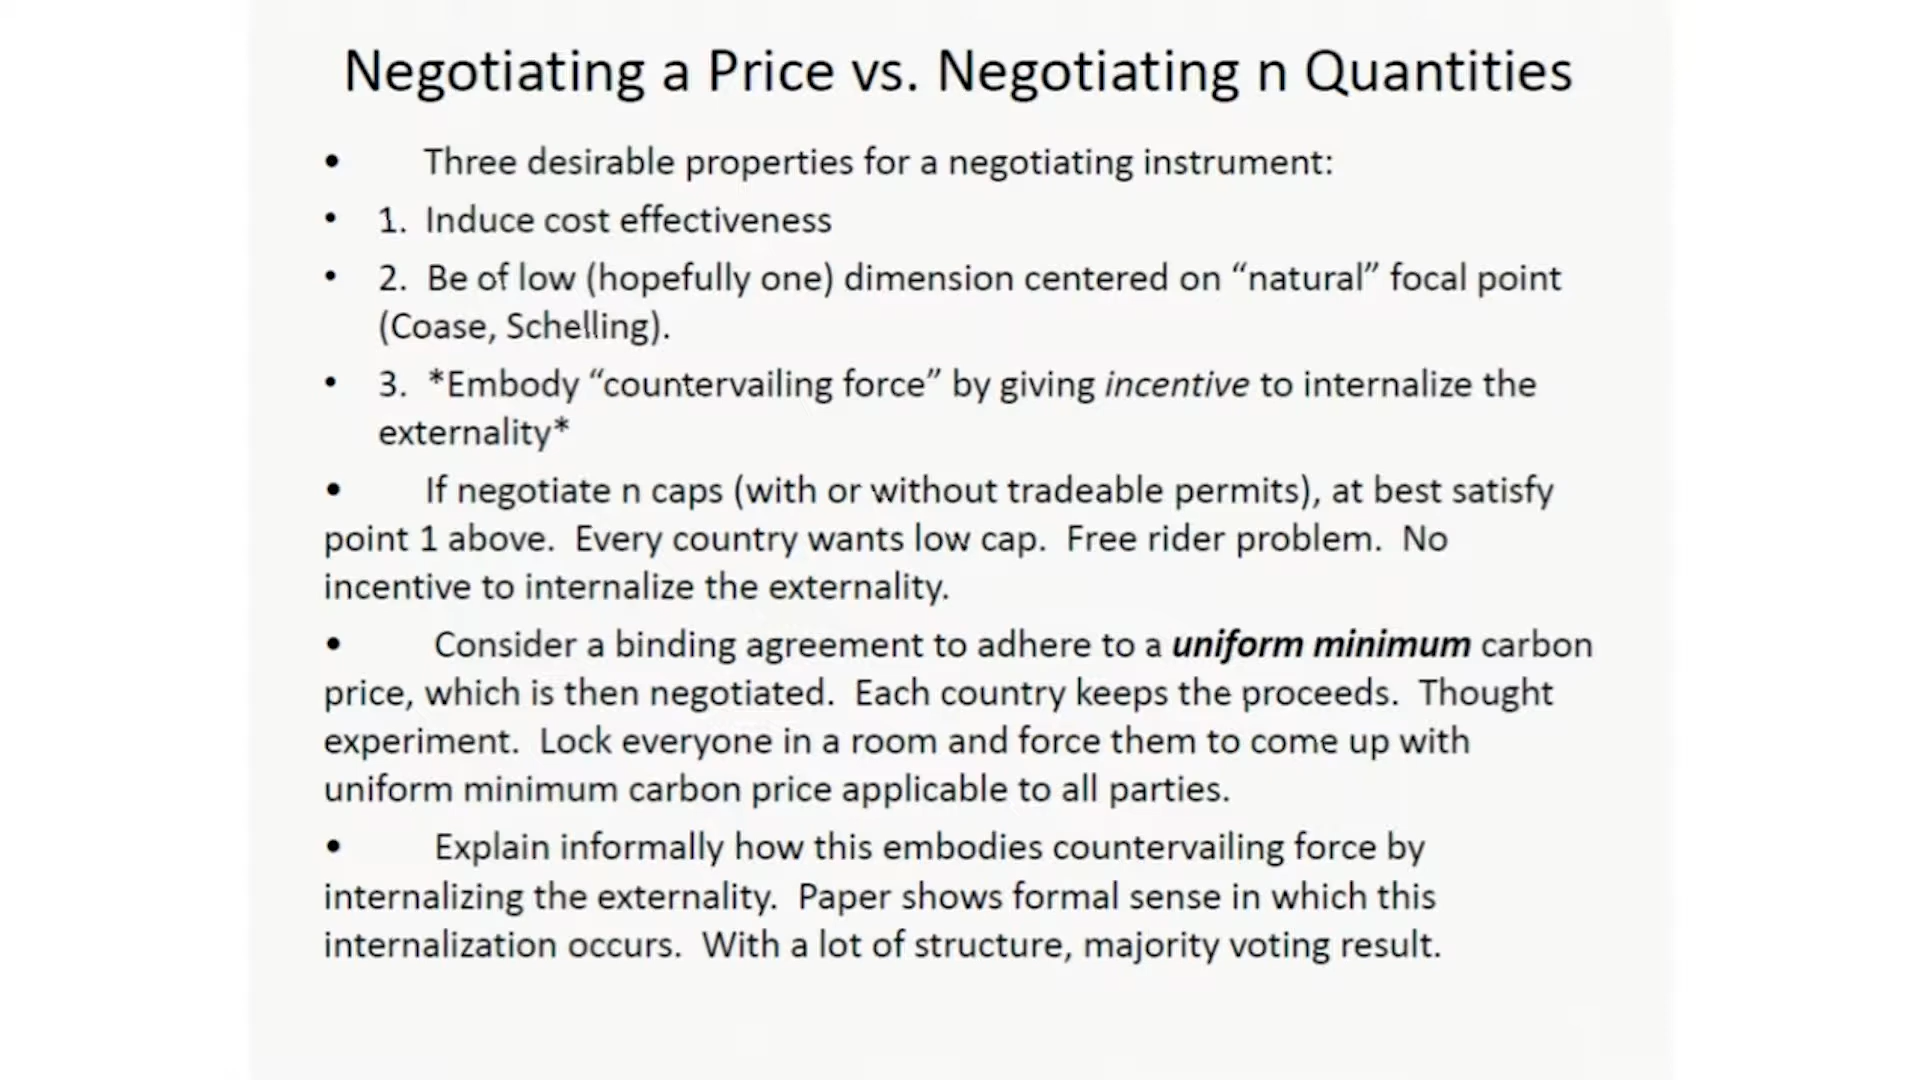 Negotiating a Price vs. Negotiating n Quantities
• Three desirable properties for a negotiating instrument:
• 1. Induce cost effectiveness
• 2. Be of low (hopefully one) dimension centered on “natural” focal point
(Coase, Schelling).
• 3. *Embody “countervailing force” by giving incentive to internalize the
externality*
• If negotiate n caps (with or without tradeable permits), at best satisfy
point 1 above. Every country wants low cap. Free rider problem. No
incentive to internalize the externality.
• Consider a binding agreement to adhere to a uniform minimum carbon
price, which is then negotiated. Each country keeps the proceeds. Thought
experiment. Lock everyone in a room and force them to come up with
uniform minimum carbon price applicable to all parties.
• Explain informally how this embodies countervailing force by
internalizing the externality. Paper shows formal sense in which this
internalization occurs. With a lot of structure, majority voting result.